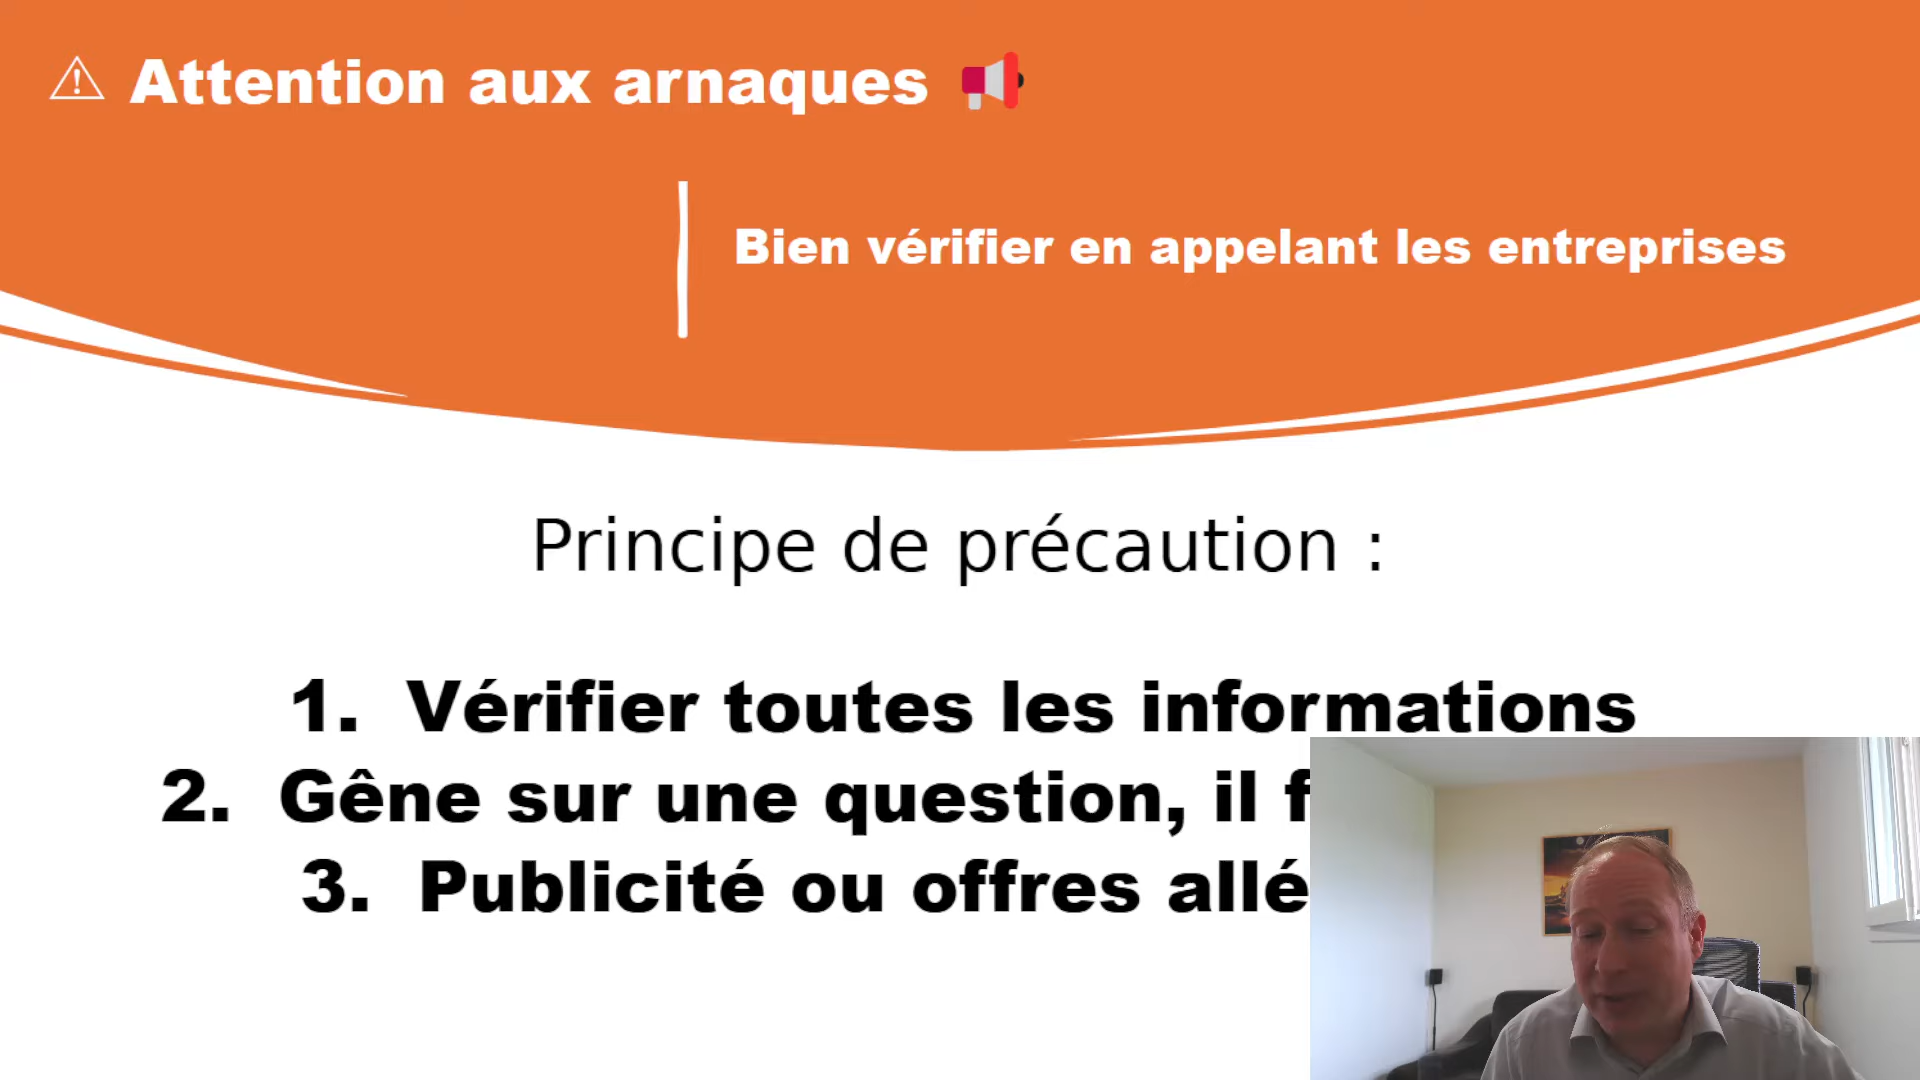 ⚠ Attention aux arnaques 📢
Bien vérifier en appelant les entreprises
Principe de précaution :
1. Vérifier toutes les informations
2. Gêne sur une question, il
3. Publicité ou offres